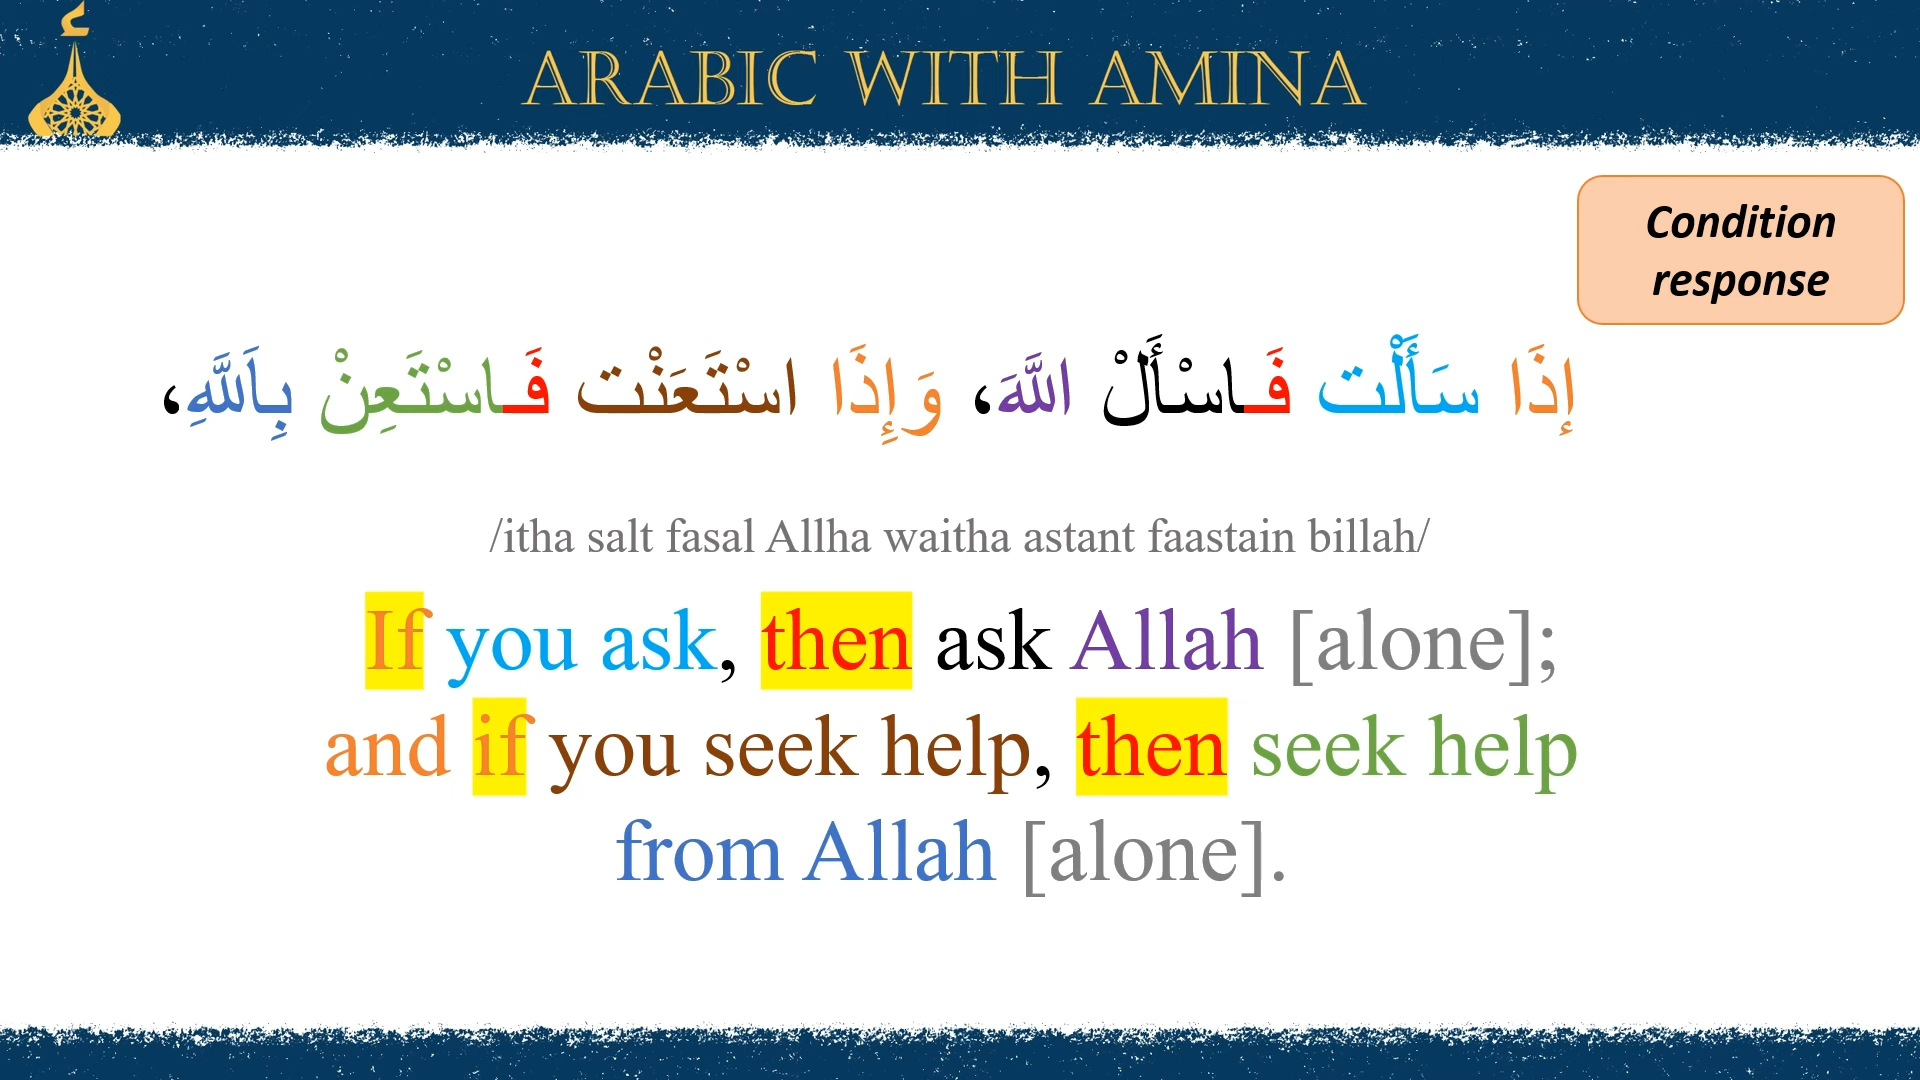 ARABIC WITH AMINA
Condition
response
إِذَا سَأَلْت فَاسْأَلْ اللَّهَ، وَإِذَا اسْتَعَنْت فَاسْتَعِنْ بِاَللَّهِ،
/itha salt fasal Allha waitha astant faastain billah/
If you ask, then ask Allah [alone];
and if you seek help, then seek help
from Allah [alone].